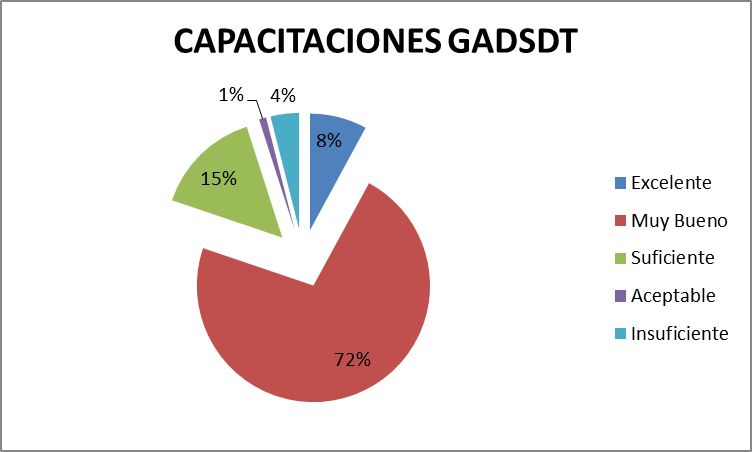 CAPACITACIONES GADSDT
1%
4%
8%
15%
72%
Excelente
Muy Bueno
Suficiente
Aceptable
Insuficiente